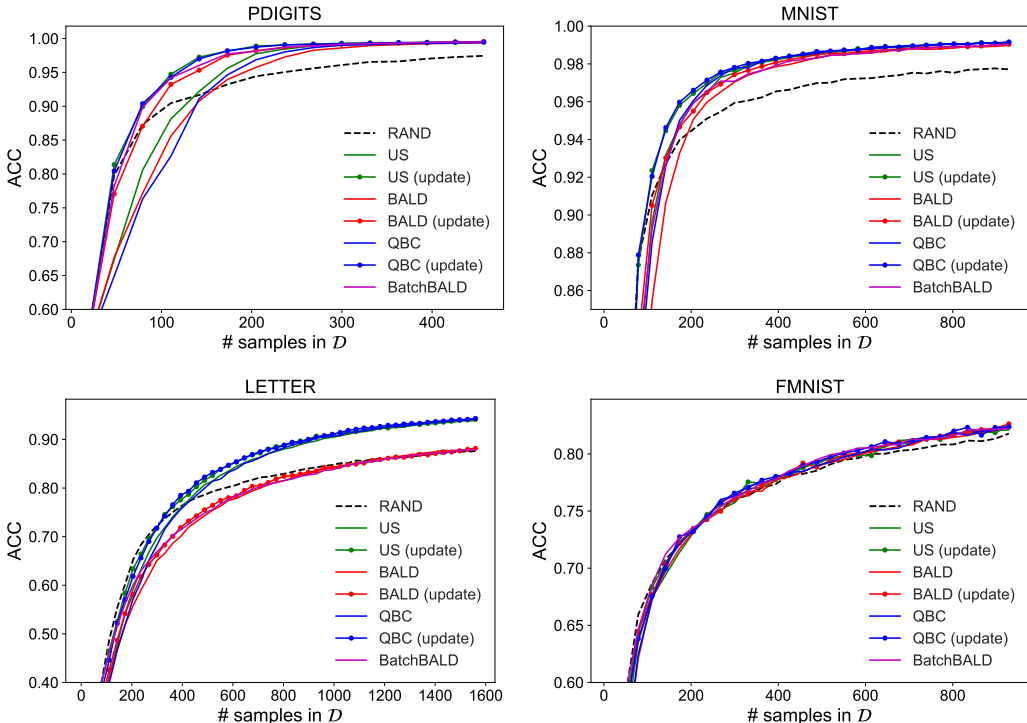 PDIGITS
1.00
0.95
0.90
0.85
0.80
0.75
0.70
0.65
0.60
ACC
RAND
US
US (update)
BALD
BALD (update)
QBC
QBC (update)
BatchBALD
0 100 200 300 400
# samples in 𝒟
MNIST
1.00
0.98
0.96
0.94
0.92
0.90
0.88
0.86
ACC
RAND
US
US (update)
BALD
BALD (update)
QBC
QBC (update)
BatchBALD
0 200 400 600 800
# samples in 𝒟
LETTER
0.90
0.80
0.70
0.60
0.50
0.40
ACC
RAND
US
US (update)
BALD
BALD (update)
QBC
QBC (update)
BatchBALD
0 200 400 600 800 1000 1200 1400 1600
# samples in 𝒟
FMNIST
0.80
0.75
0.70
0.65
0.60
ACC
RAND
US
US (update)
BALD
BALD (update)
QBC
QBC (update)
BatchBALD
0 200 400 600 800
# samples in 𝒟